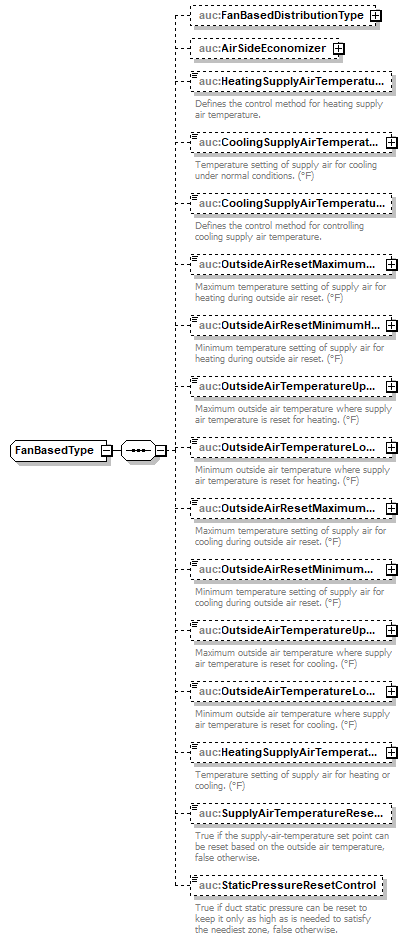 auc:FanBasedDistributionType
auc:AirSideEconomizer
auc:HeatingSupplyAirTemperatu...
Defines the control method for heating supply
air temperature.
auc:CoolingSupplyAirTemperat...
Temperature setting of supply air for cooling
under normal conditions. (°F)
auc:CoolingSupplyAirTemperatu...
Defines the control method for controlling
cooling supply air temperature.
auc:OutsideAirResetMaximum...
Maximum temperature setting of supply air for
heating during outside air reset. (°F)
auc:OutsideAirResetMinimumH...
Minimum temperature setting of supply air for
heating during outside air reset. (°F)
auc:OutsideAirTemperatureUp...
Maximum outside air temperature where supply
air temperature is reset for heating. (°F)
FanBasedType
auc:OutsideAirTemperatureLo...
Minimum outside air temperature where supply
air temperature is reset for heating. (°F)
auc:OutsideAirResetMaximum...
Maximum temperature setting of supply air for
cooling during outside air reset. (°F)
auc:OutsideAirResetMinimum...
Minimum temperature setting of supply air for
cooling during outside air reset. (°F)
auc:OutsideAirTemperatureUp...
Maximum outside air temperature where supply
air temperature is reset for cooling. (°F)
auc:OutsideAirTemperatureLo...
Minimum outside air temperature where supply
air temperature is reset for cooling. (°F)
auc:HeatingSupplyAirTemperat...
Temperature setting of supply air for heating or
cooling. (°F)
auc:SupplyAirTemperatureRese...
True if the supply-air-temperature set point can
be reset based on the outside air temperature,
false otherwise.
auc:StaticPressureResetControl
True if duct static pressure can be reset to
keep it only as high as is needed to satisfy
the neediest zone, false otherwise.